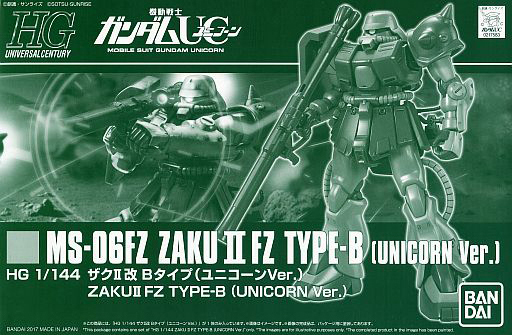 ©創通・サンライズ ©SOTSU・SUNRISE
HG
UNIVERSAL CENTURY
機動戦士
ガンダムUC
ユニコーン
MOBILE SUIT GUNDAM UNICORN
BANDAI
MS-06FZ ZAKU II FZ TYPE-B (UNICORN Ver.)
HG 1/144 ザクII改 Bタイプ(ユニコーンVer.)
ZAKUII FZ TYPE-B (UNICORN Ver.)
BANDAI 2017 MADE IN JAPAN